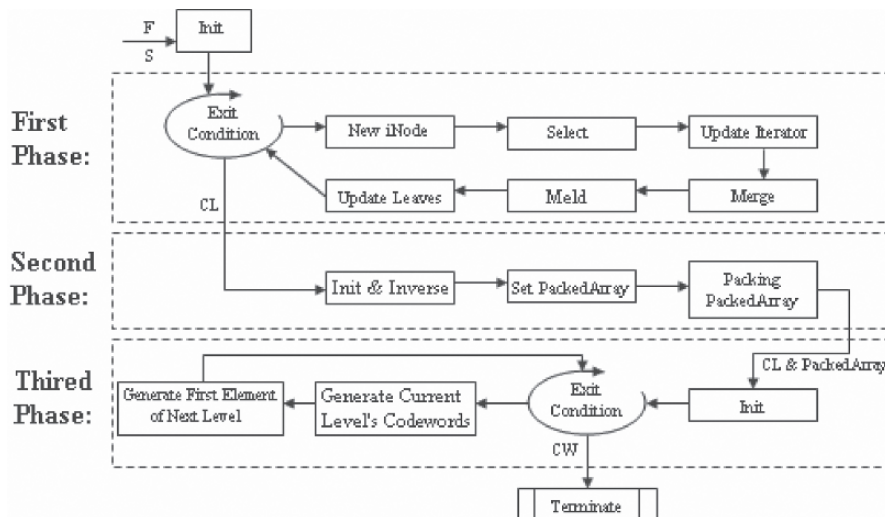 F
S
Init
First
Phase:
Exit
Condition
New iNode
Select
Update Iterator
Update Leaves
Meld
Merge
CL
Second
Phase:
Init & Inverse
Set PackedArray
Packing
PackedArray
CL & PackedArray
Thired
Phase:
Generate First Element
of Next Level
Generate Current
Level's Codewords
Exit
Condition
Init
CW
Terminate